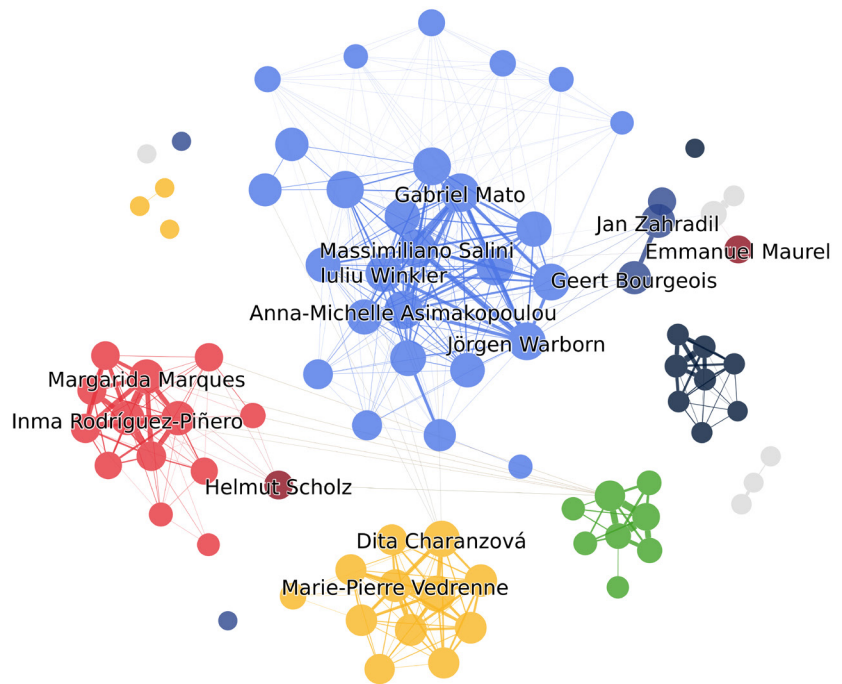 Gabriel Mato
Jan Zahradil
Massimiliano Salini
Emmanuel Maurel
Iuliu Winkler
Geert Bourgeois
Anna-Michelle Asimakopoulou
Jörgen Warborn
Margarida Marques
Inma Rodríguez-Piñero
Helmut Scholz
Dita Charanzová
Marie-Pierre Vedrenne